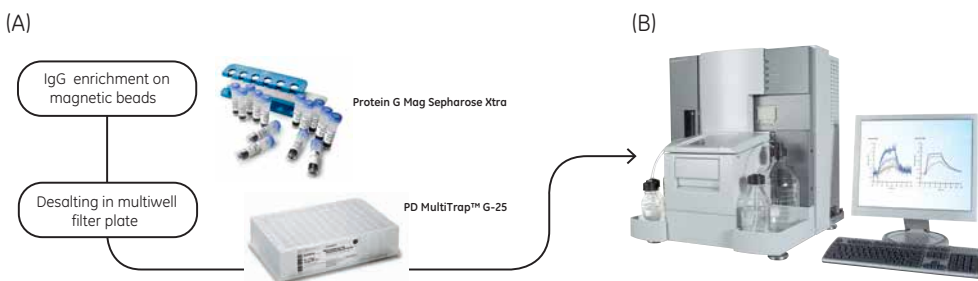 (A)
IgG enrichment on
magnetic beads
Protein G Mag Sepharose Xtra
Desalting in multiwell
filter plate
PD MultiTrap™ G-25
(B)